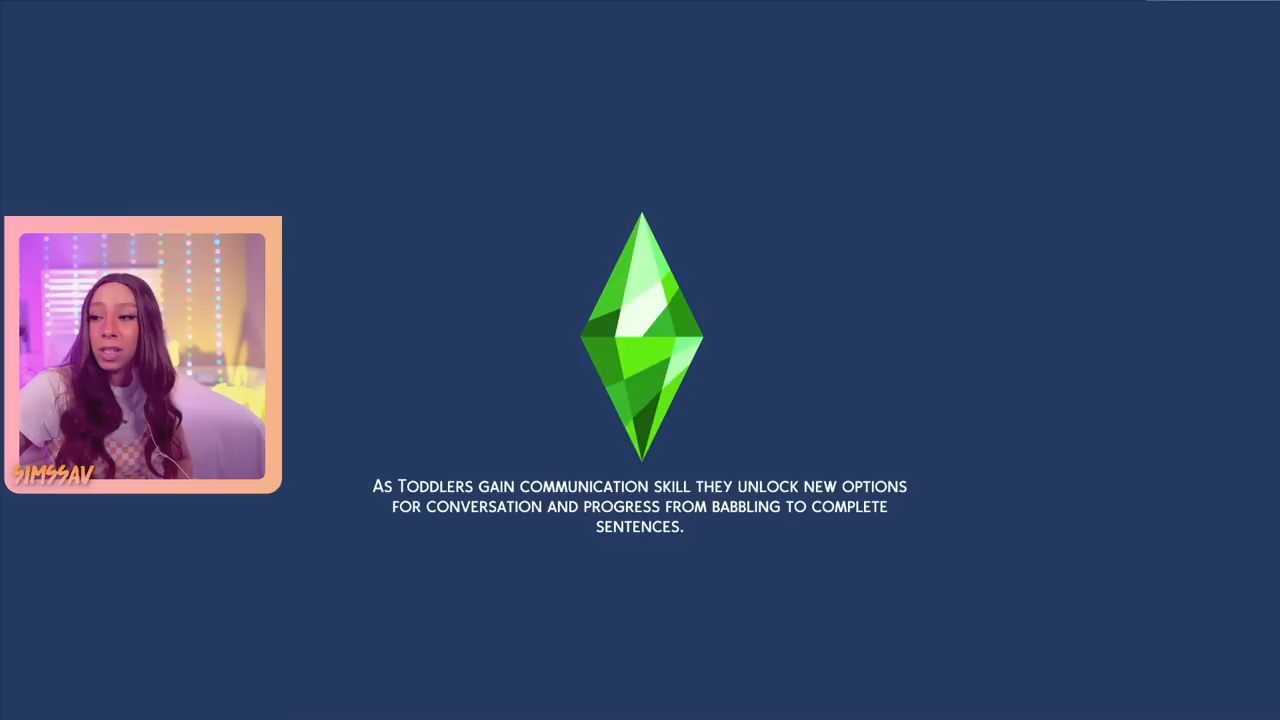 SIMSSAV
As Toddlers gain communication skill they unlock new options
for conversation and progress from babbling to complete
sentences.